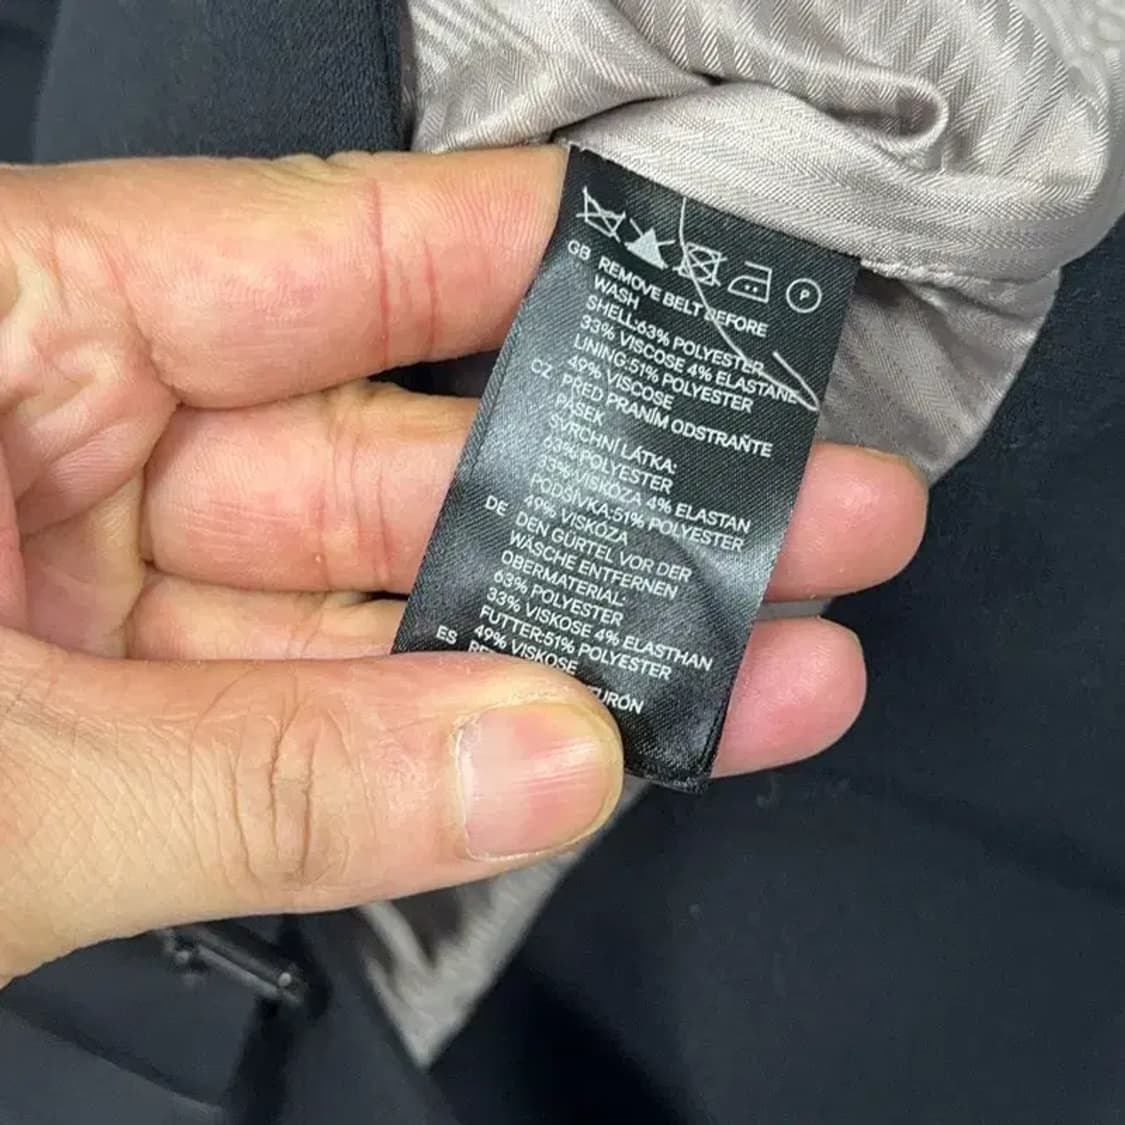 P
GB REMOVE BELT BEFORE
WASH
SHELL:63% POLYESTER
33% VISCOSE 4% ELASTANE
LINING:51% POLYESTER
49% VISCOSE
CZ PŘED PRANÍM ODSTRAŇTE
PÁSEK
SVRCHNÍ LÁTKA:
63% POLYESTER
33% VISKÓZA 4% ELASTAN
PODŠÍVKA:51% POLYESTER
49% VISKÓZA
DE DEN GÜRTEL VOR DER
WÄSCHE ENTFERNEN
OBERMATERIAL:
63% POLYESTER
33% VISKOSE 4% ELASTHAN
FUTTER:51% POLYESTER
49% VISKOSE
ES